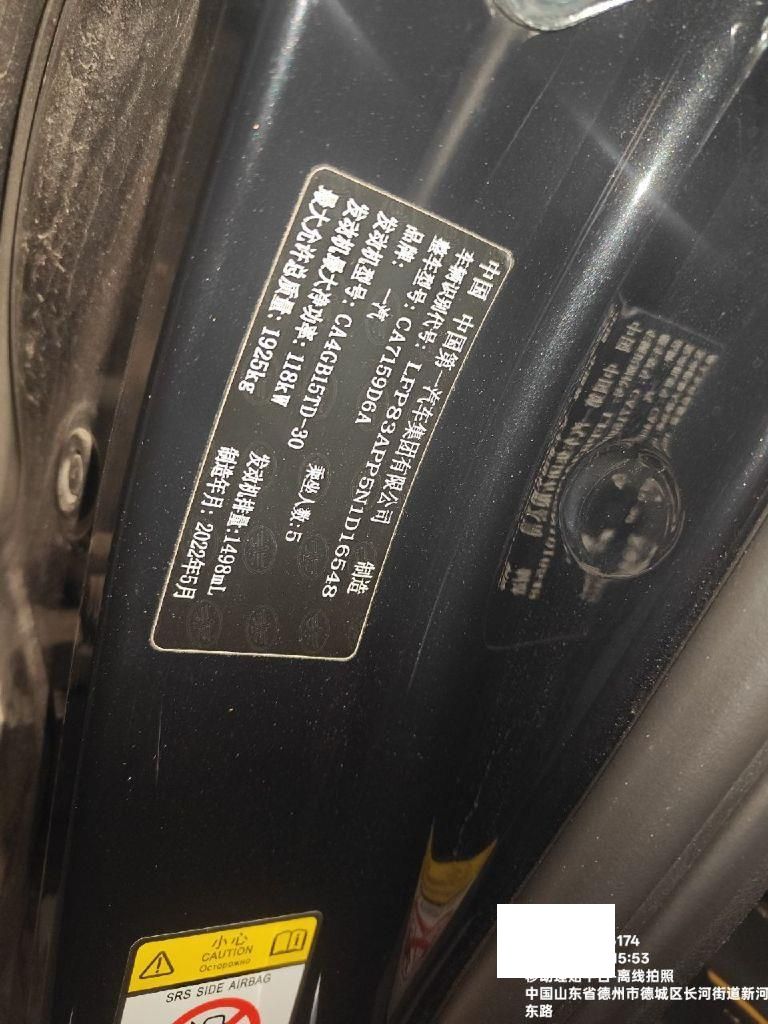 中国 中国第一汽车集团有限公司 制造
车辆识别代号: LFP83APP5N1D16548
整车型号: CA7159D6A
品牌: 一汽
发动机型号: CA4GB15TD-30 乘坐人数:5
发动机最大净功率: 118kW 发动机排量:1498mL
最大允许总质量: 1925kg 制造年月: 2022年5月
小心
CAUTION
Осторожно
SRS SIDE AIRBAG
174
15:53
离线拍照
中国山东省德州市德城区长河街道新河
东路